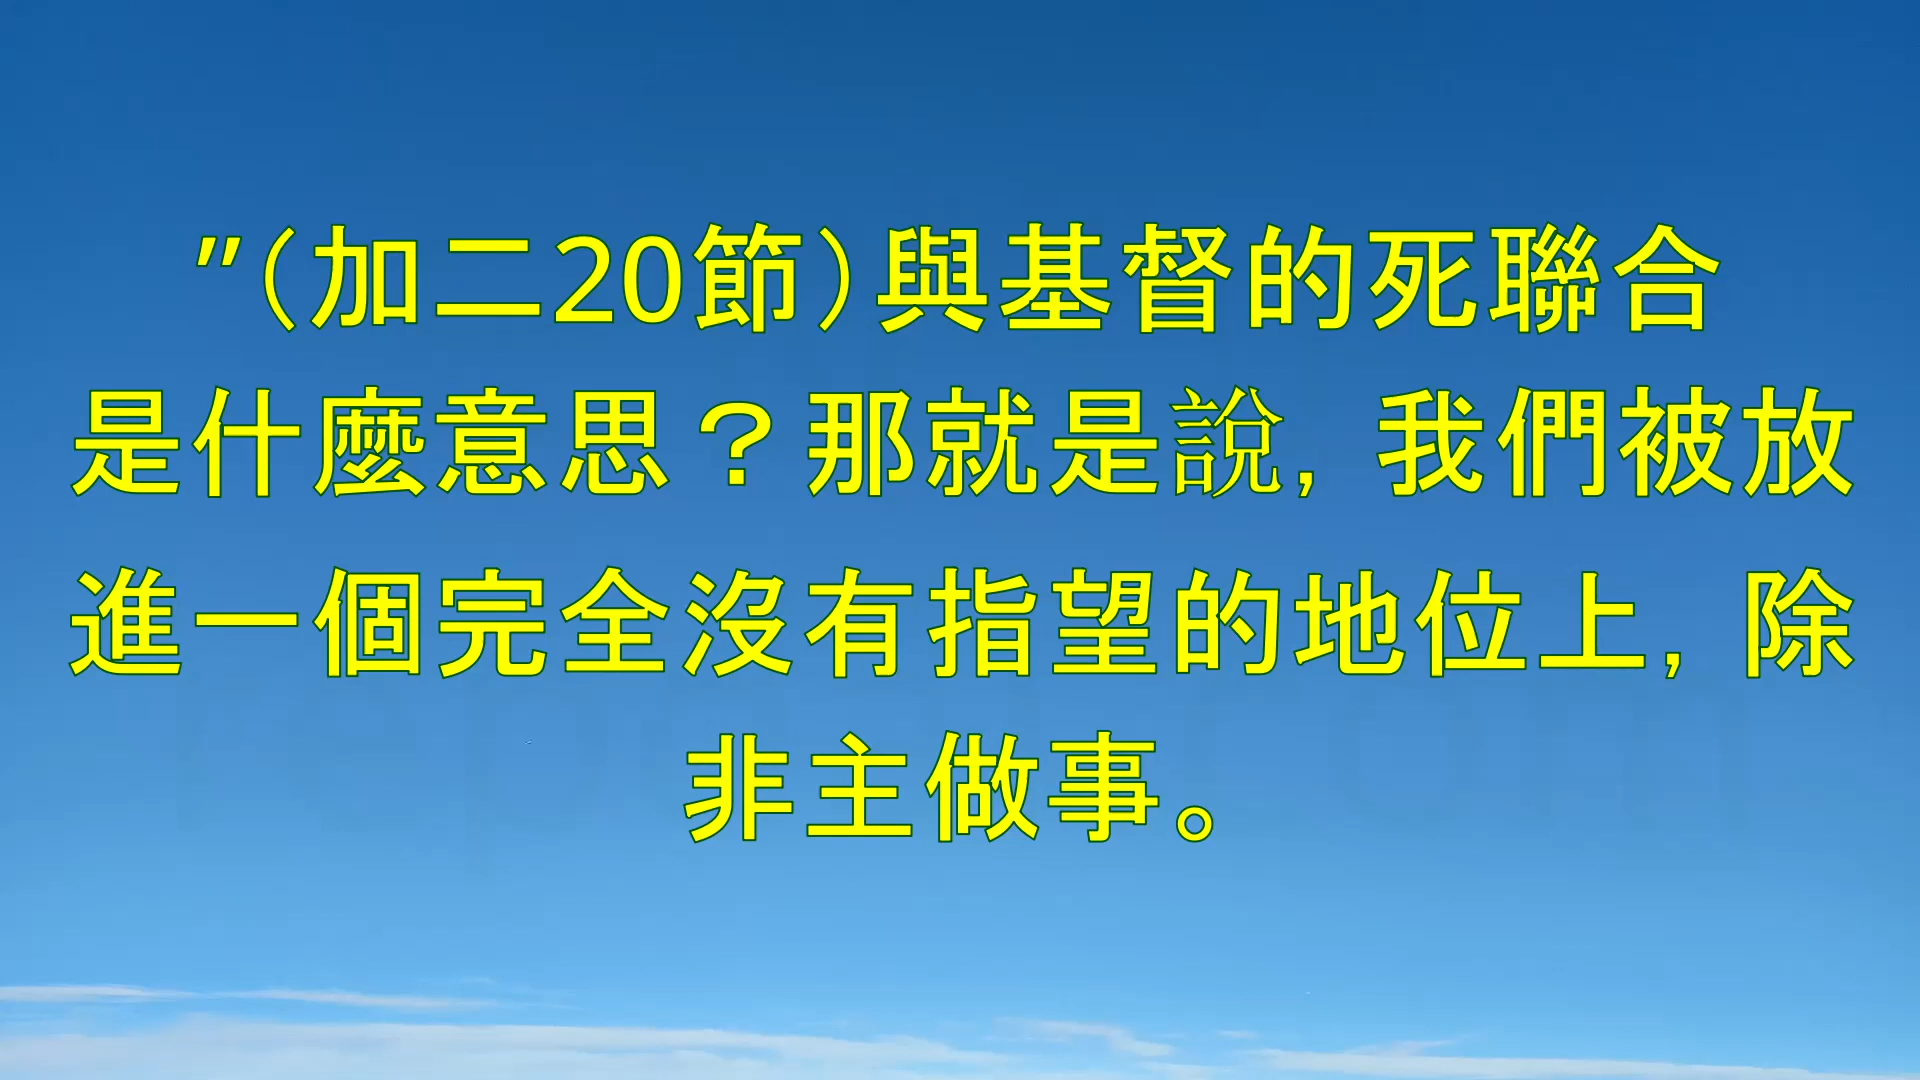 ”（加二20節）與基督的死聯合
是什麼意思？那就是說，我們被放
進一個完全沒有指望的地位上，除
非主做事。